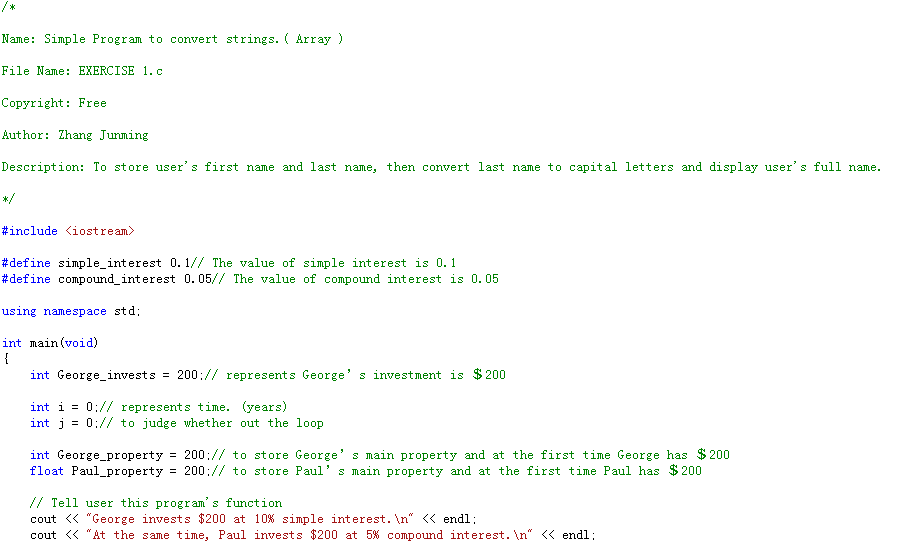 /*
Name: Simple Program to convert strings.( Array )
File Name: EXERCISE 1.c
Copyright: Free
Author: Zhang Junming
Description: To store user's first name and last name, then convert last name to capital letters and display user's full name.
*/
#include <iostream>
#define simple_interest 0.1// The value of simple interest is 0.1
#define compound_interest 0.05// The value of compound interest is 0.05
using namespace std;
int main(void)
{
int George_invests = 200;// represents George’s investment is ＄200
int i = 0;// represents time. (years)
int j = 0;// to judge whether out the loop
int George_property = 200;// to store George’s main property and at the first time George has ＄200
float Paul_property = 200;// to store Paul’s main property and at the first time Paul has ＄200
// Tell user this program's function
cout << "George invests $200 at 10% simple interest.\n" << endl;
cout << "At the same time, Paul invests $200 at 5% compound interest.\n" << endl;